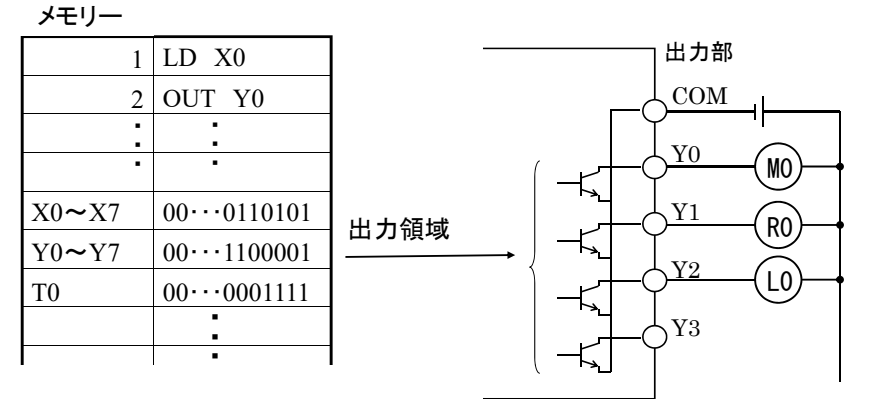 メモリー
1 LD X0
2 OUT Y0
X0～X7 00･･･0110101
Y0～Y7 00･･･1100001
T0 00･･･0001111
出力領域
出力部
COM
Y0 M0
Y1 R0
Y2 L0
Y3